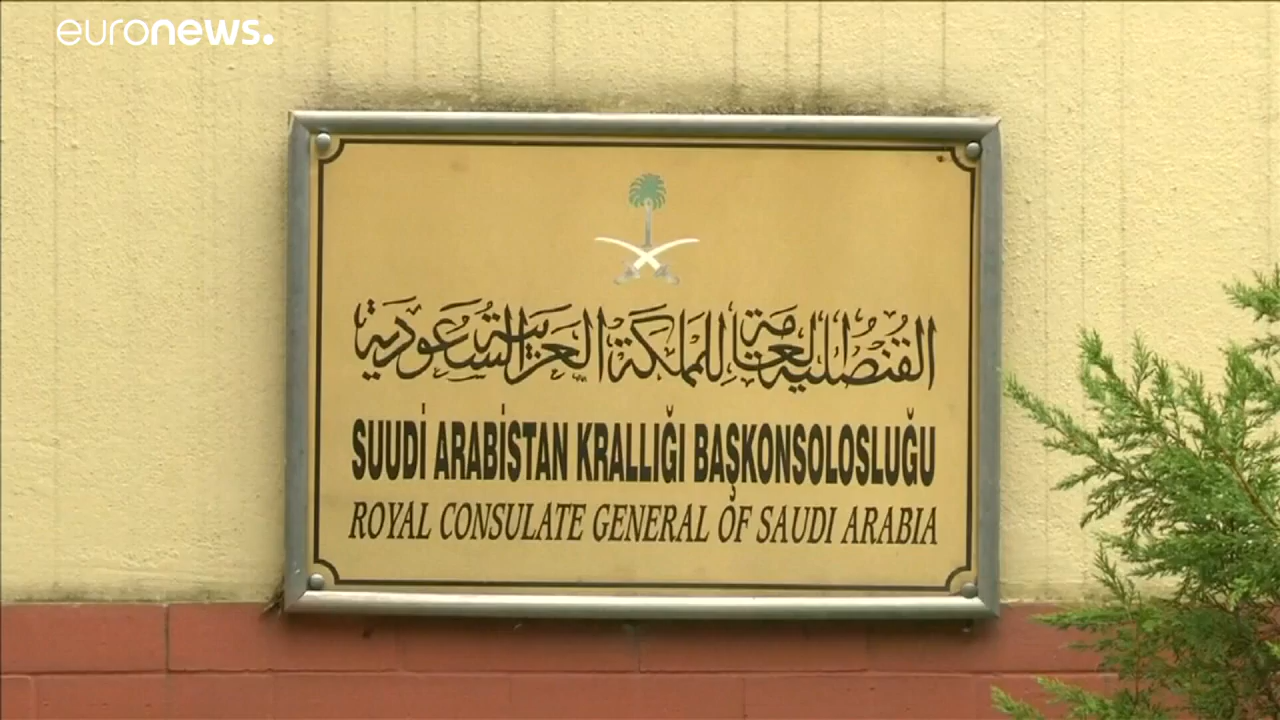 euronews.
القنصلية العامة للمملكة العربية السعودية
SUUDİ ARABİSTAN KRALLIĞI BAŞKONSOLOSLUĞU
ROYAL CONSULATE GENERAL OF SAUDI ARABIA